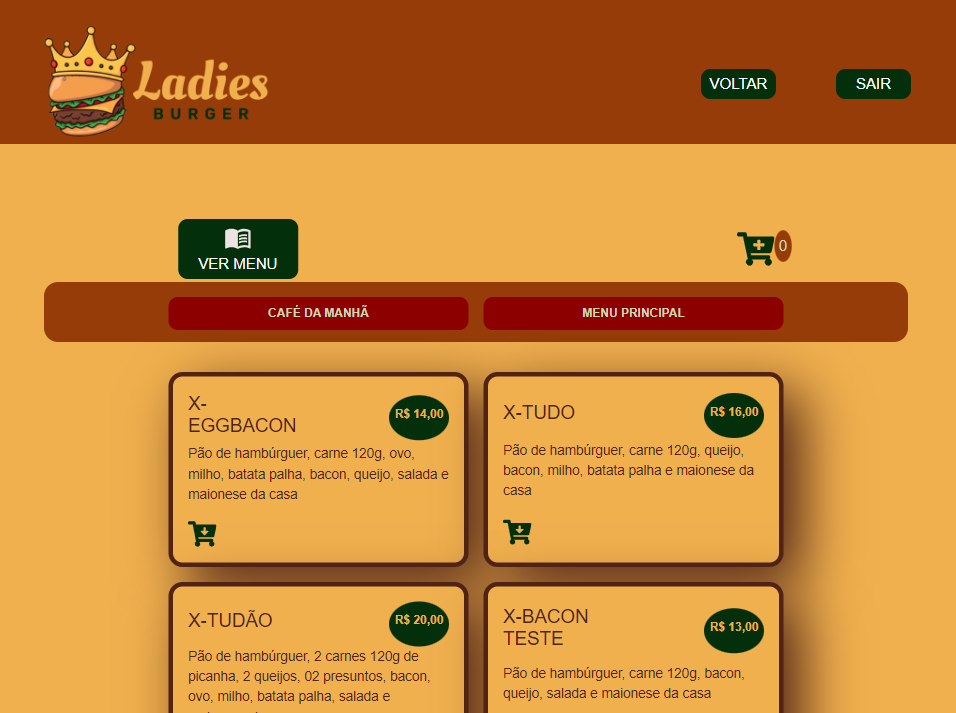 Ladies
BURGER
VOLTAR
SAIR
VER MENU
0
CAFÉ DA MANHÃ
MENU PRINCIPAL
X-
EGGBACON
R$ 14,00
Pão de hambúrguer, carne 120g, ovo,
milho, batata palha, bacon, queijo, salada e
maionese da casa
X-TUDO
R$ 16,00
Pão de hambúrguer, carne 120g, queijo,
bacon, milho, batata palha e maionese da
casa
X-TUDÃO
R$ 20,00
Pão de hambúrguer, 2 carnes 120g de
picanha, 2 queijos, 02 presuntos, bacon,
ovo, milho, batata palha, salada e
X-BACON
TESTE
R$ 13,00
Pão de hambúrguer, carne 120g, bacon,
queijo, salada e maionese da casa